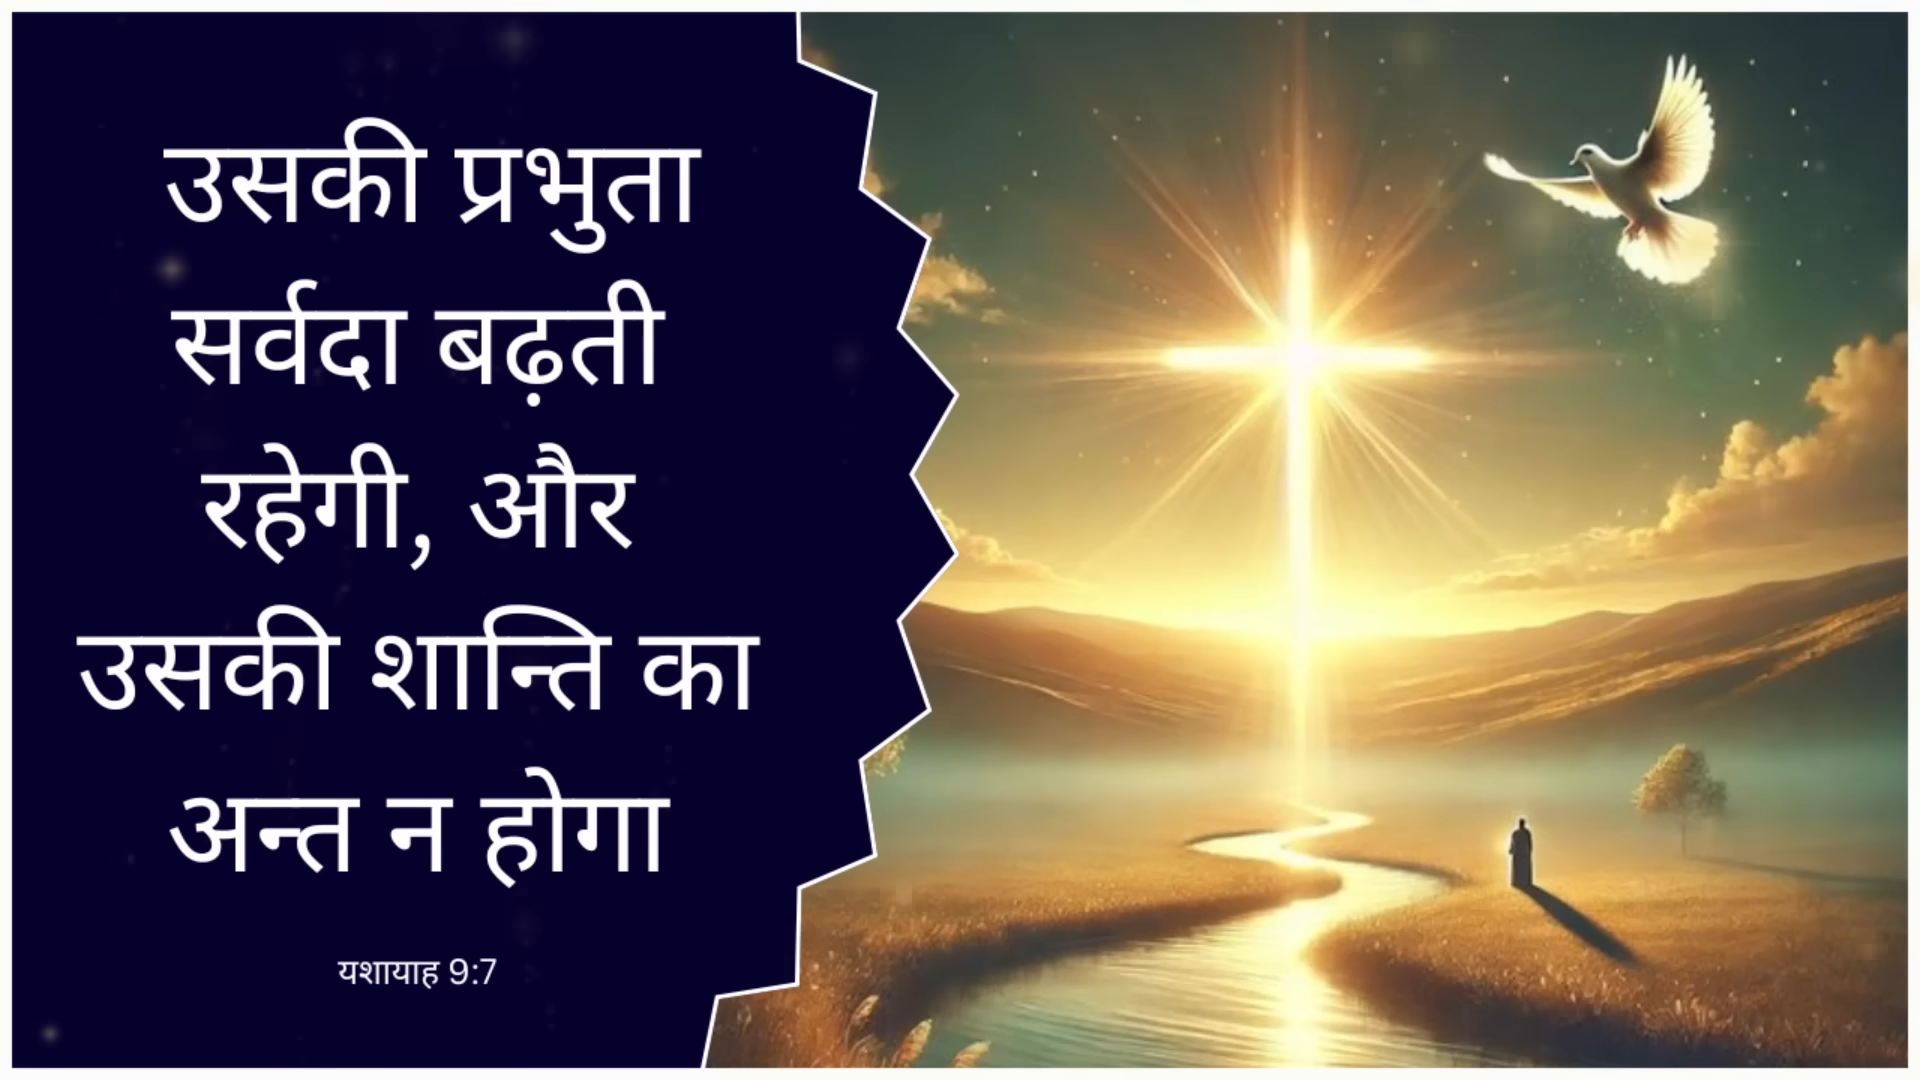 उसकी प्रभुता
सर्वदा बढ़ती
रहेगी, और
उसकी शान्ति का
अन्त न होगा
यशायाह 9:7